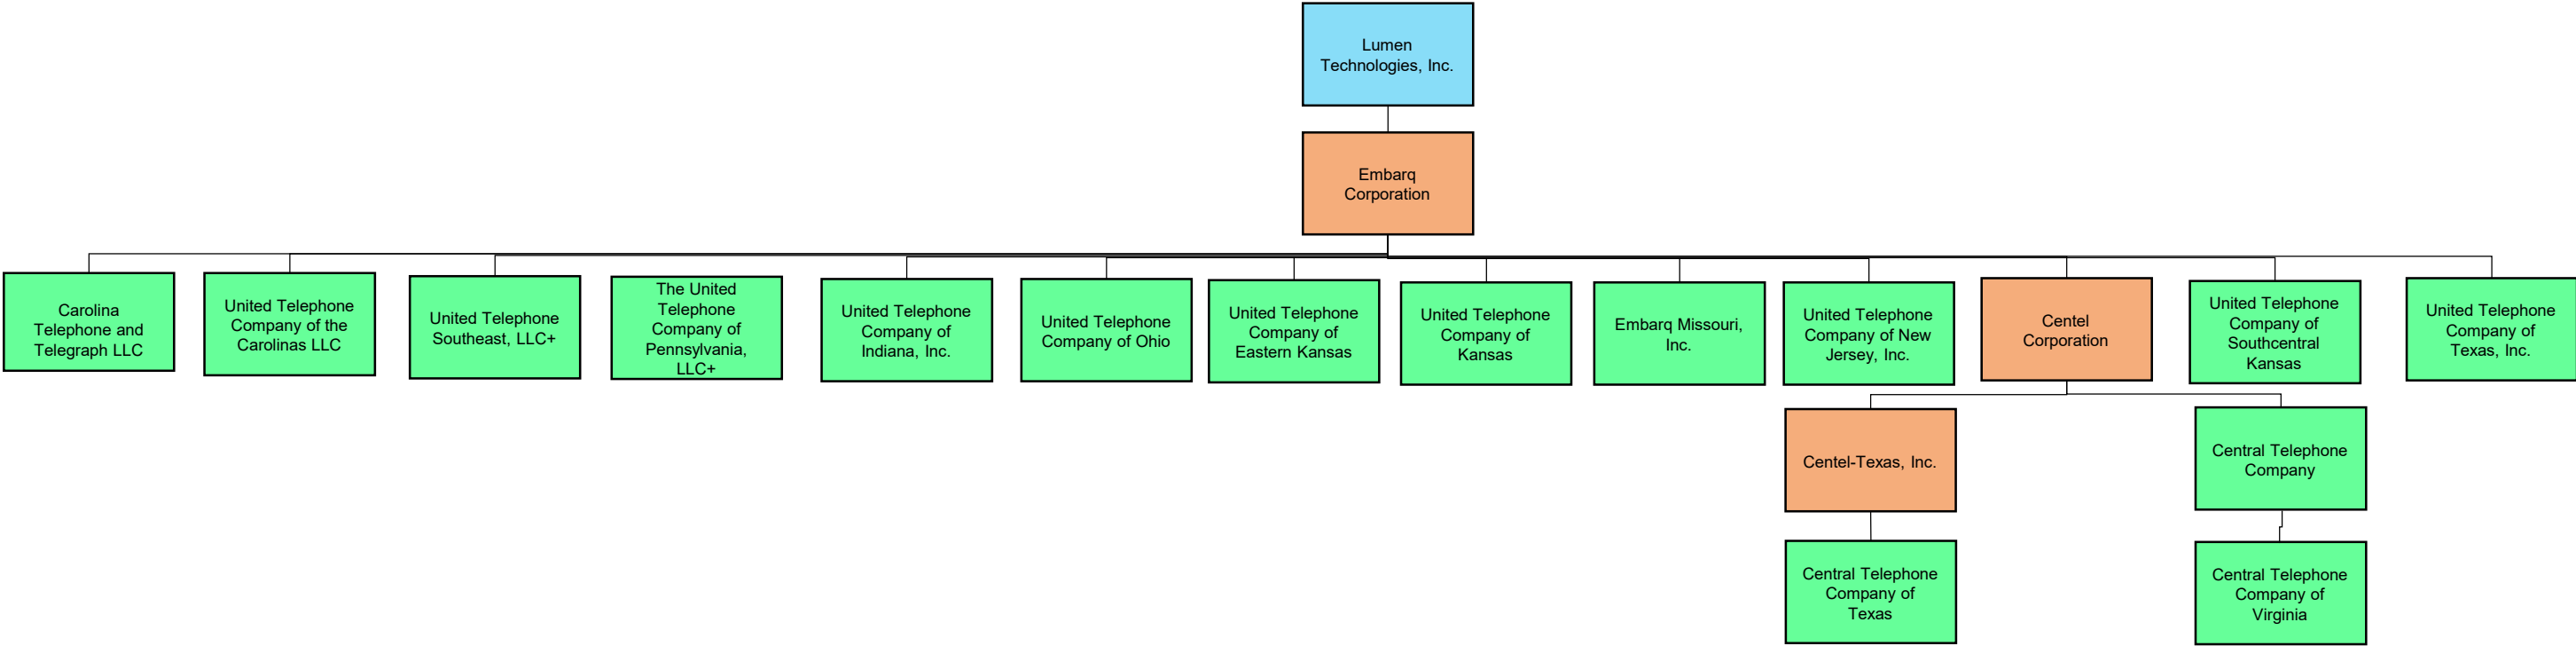 Lumen
Technologies, Inc.
Embarq
Corporation
Carolina
Telephone and
Telegraph LLC
United Telephone
Company of the
Carolinas LLC
United Telephone
Southeast, LLC+
The United
Telephone
Company of
Pennsylvania,
LLC+
United Telephone
Company of
Indiana, Inc.
United Telephone
Company of Ohio
United Telephone
Company of
Eastern Kansas
United Telephone
Company of
Kansas
Embarq Missouri,
Inc.
United Telephone
Company of New
Jersey, Inc.
Centel
Corporation
United Telephone
Company of
Southcentral
Kansas
United Telephone
Company of
Texas, Inc.
Centel-Texas, Inc.
Central Telephone
Company
Central Telephone
Company of
Texas
Central Telephone
Company of
Virginia